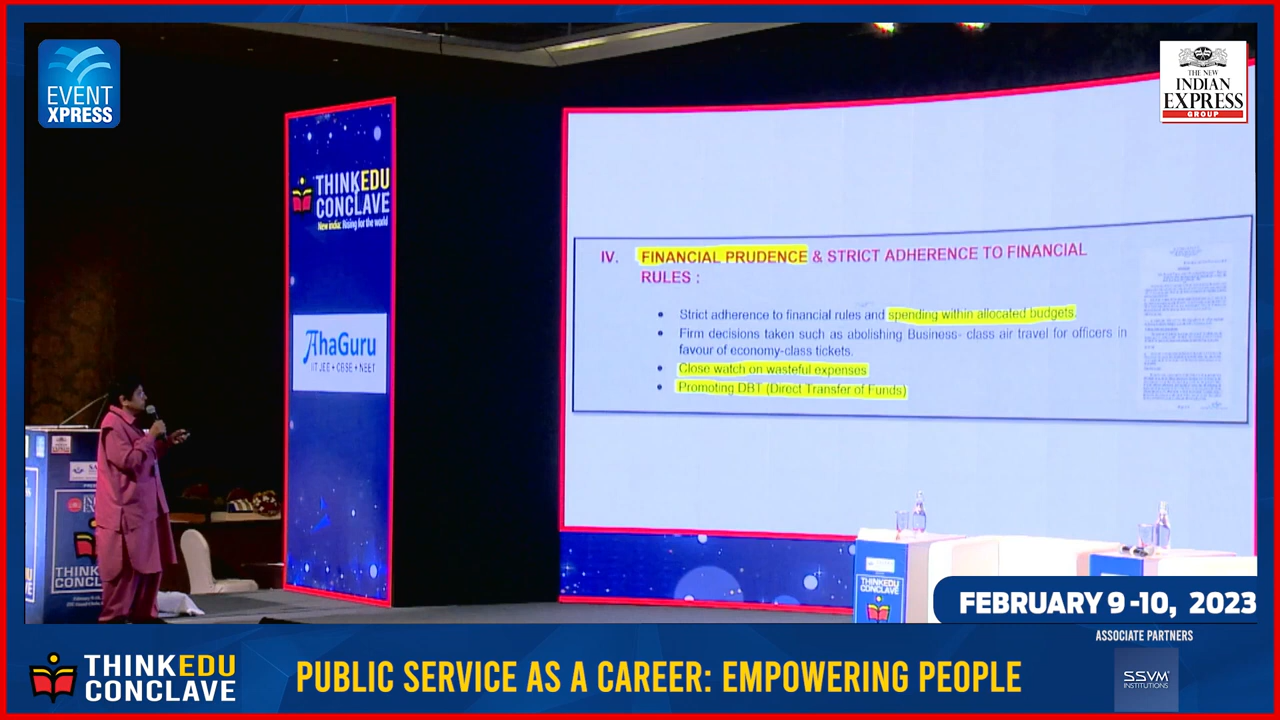 EVENT
XPRESS
THE NEW
INDIAN
EXPRESS
GROUP
THINKEDU
CONCLAVE
New india: Rising for the world
AhaGuru
IIT JEE • CBSE • NEET
IV. FINANCIAL PRUDENCE & STRICT ADHERENCE TO FINANCIAL
RULES :
• Strict adherence to financial rules and spending within allocated budgets.
• Firm decisions taken such as abolishing Business- class air travel for officers in
favour of economy-class tickets.
• Close watch on wasteful expenses
• Promoting DBT (Direct Transfer of Funds)
THINK
CONCL
THINKEDU
CONCLAVE
FEBRUARY 9 -10, 2023
ASSOCIATE PARTNERS
SSVM
INSTITUTIONS
THINKEDU
CONCLAVE
PUBLIC SERVICE AS A CAREER: EMPOWERING PEOPLE